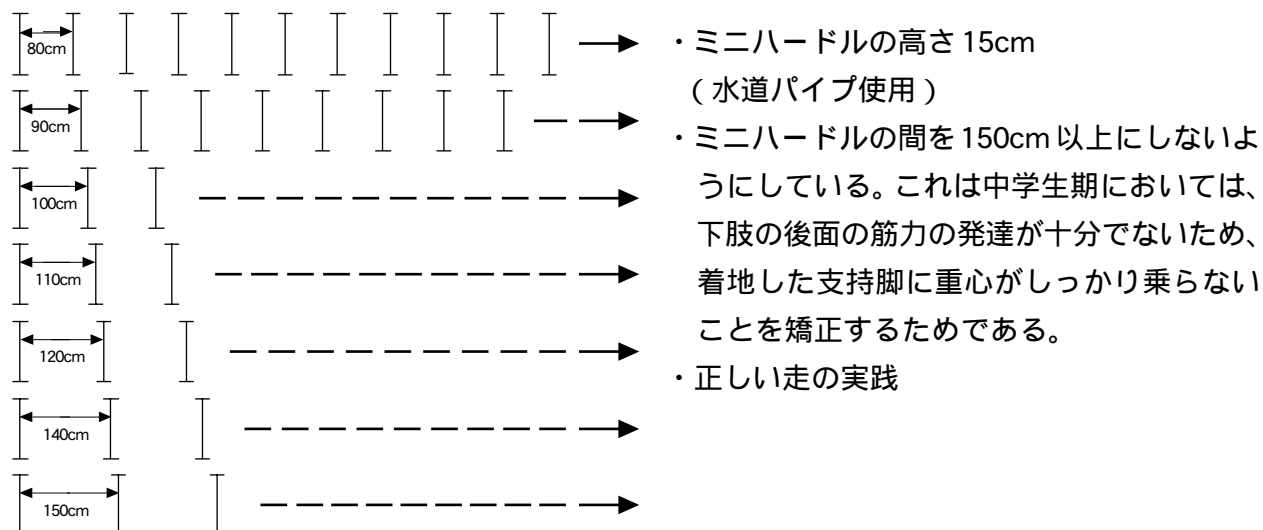 80cm
90cm
100cm
110cm
120cm
140cm
150cm
・ミニハードルの高さ15cm
（水道パイプ使用）
・ミニハードルの間を150cm以上にしないよ
うにしている。これは中学生期においては、
下肢の後面の筋力の発達が十分でないため、
着地した支持脚に重心がしっかり乗らない
ことを矯正するためである。
・正しい走の実践